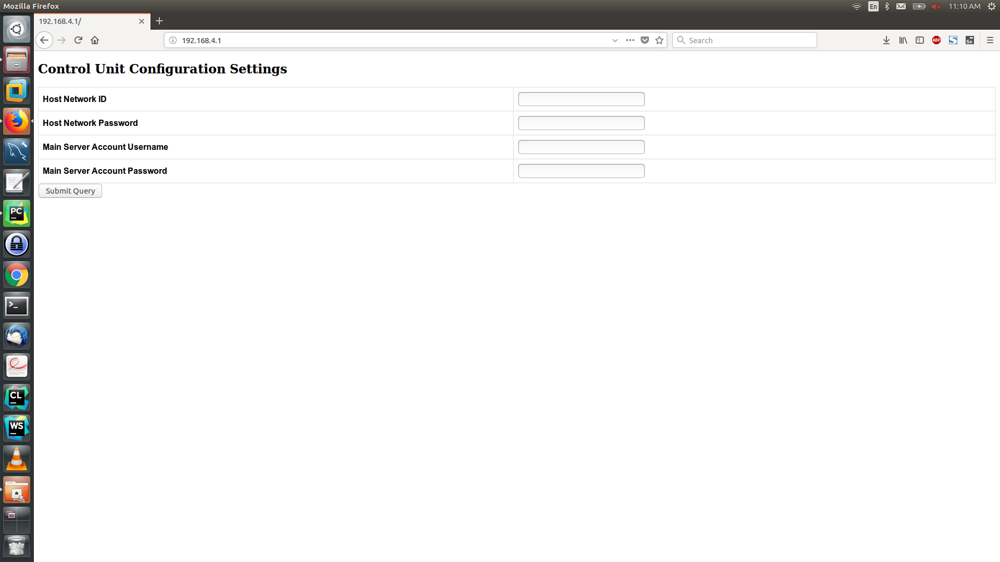 Mozilla Firefox
En
11:10 AM
192.168.4.1/
192.168.4.1
Search
ABP
S
Se
Control Unit Configuration Settings
Host Network ID
Host Network Password
Main Server Account Username
Main Server Account Password
Submit Query
PC
>_
CL
WS